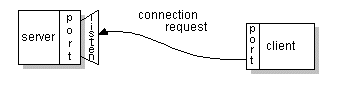 server
port
listen
connection
request
port
client